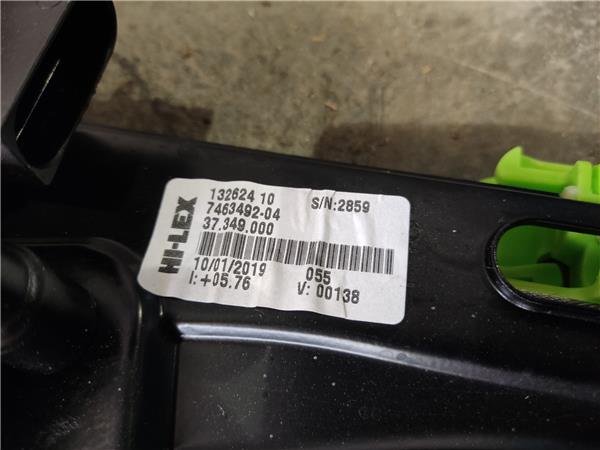 HI-LEX
132624 10 S/N:2859
7463492-04
37.349.000
10/01/2019 055
I:+05.76 V: 00138